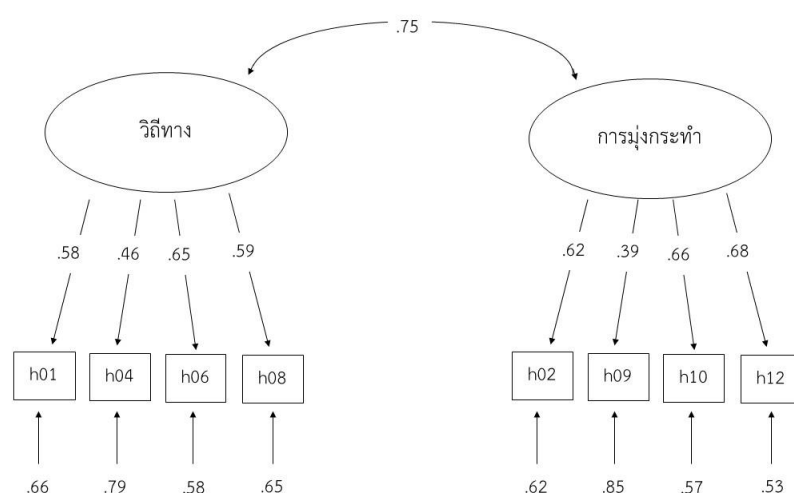 .75
วิถีทาง
การมุ่งกระทำ
.58 .46 .65 .59
.62 .39 .66 .68
h01 h04 h06 h08
h02 h09 h10 h12
.66 .79 .58 .65
.62 .85 .57 .53